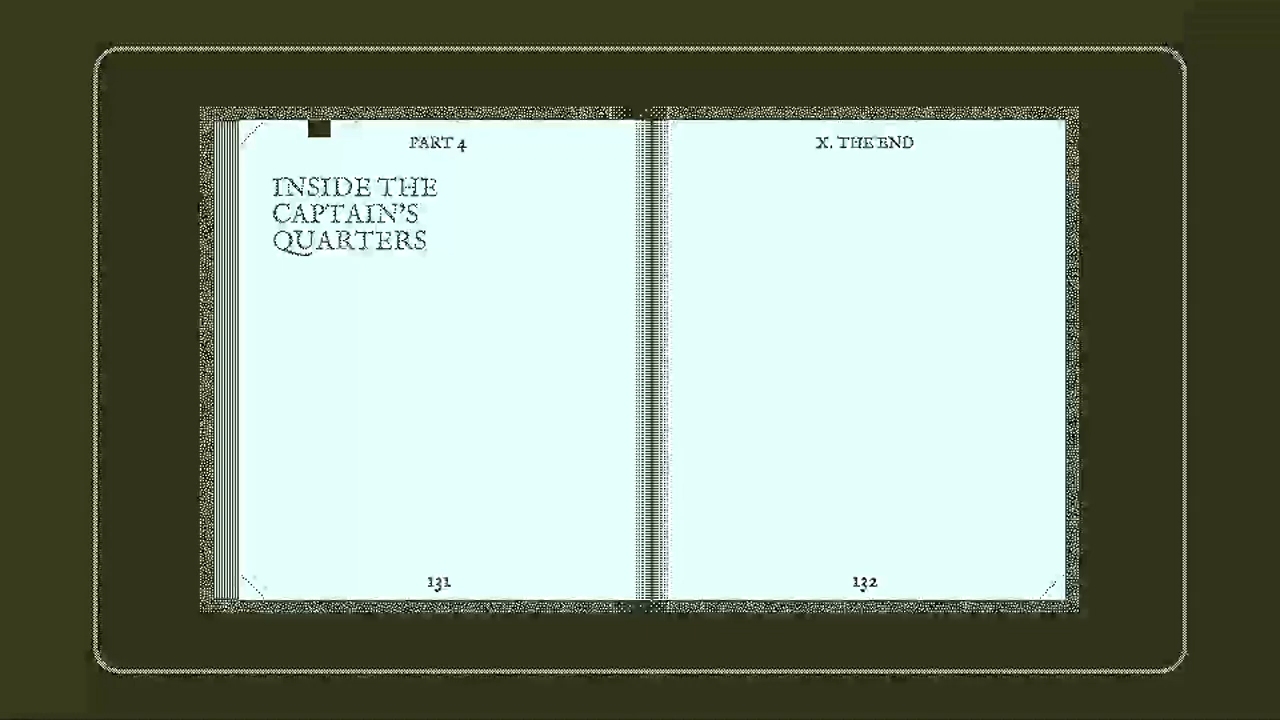 PART 4
INSIDE THE
CAPTAIN'S
QUARTERS
131
X. THE END
132